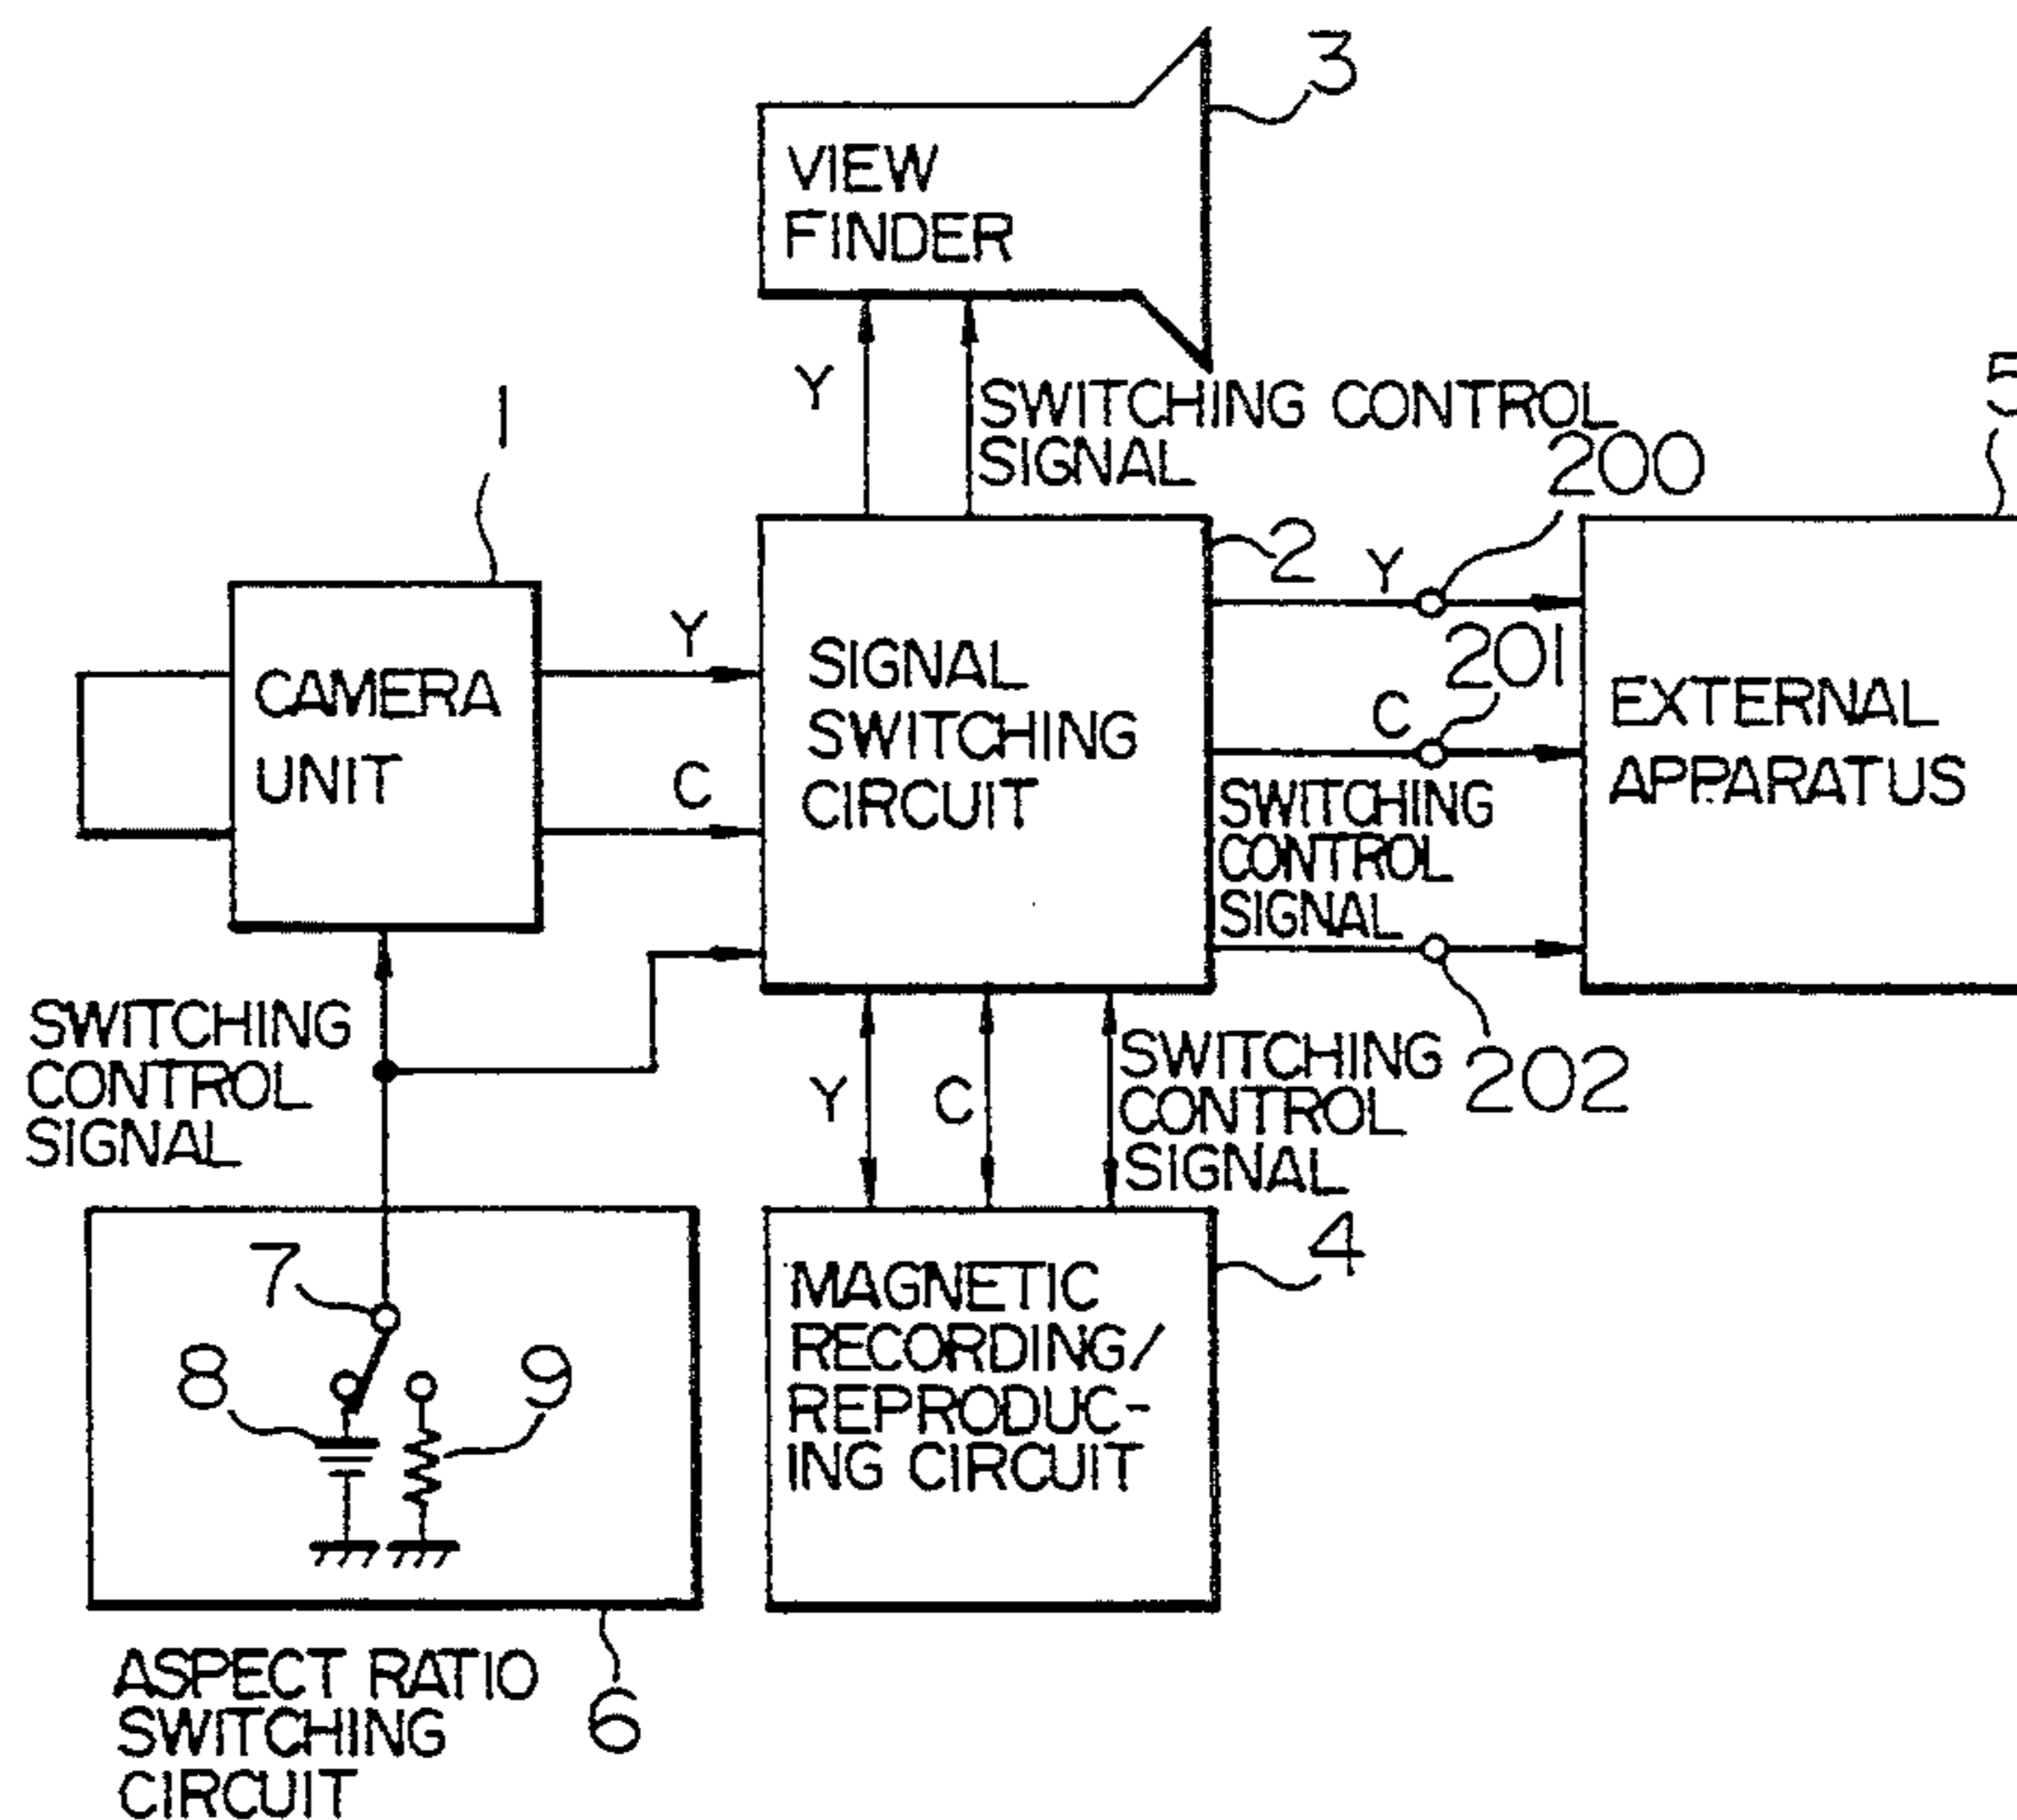 3
VIEW
FINDER
Y
SWITCHING CONTROL
SIGNAL
1
200
5
2
Y
Y
201
CAMERA
UNIT
SIGNAL
SWITCHING
CIRCUIT
C
C
EXTERNAL
APPARATUS
SWITCHING
CONTROL
SIGNAL
SWITCHING
CONTROL
SIGNAL
Y
C
SWITCHING
CONTROL
SIGNAL
202
7
8
9
4
MAGNETIC
RECORDING/
REPRODUC-
ING CIRCUIT
ASPECT RATIO
SWITCHING
CIRCUIT
6